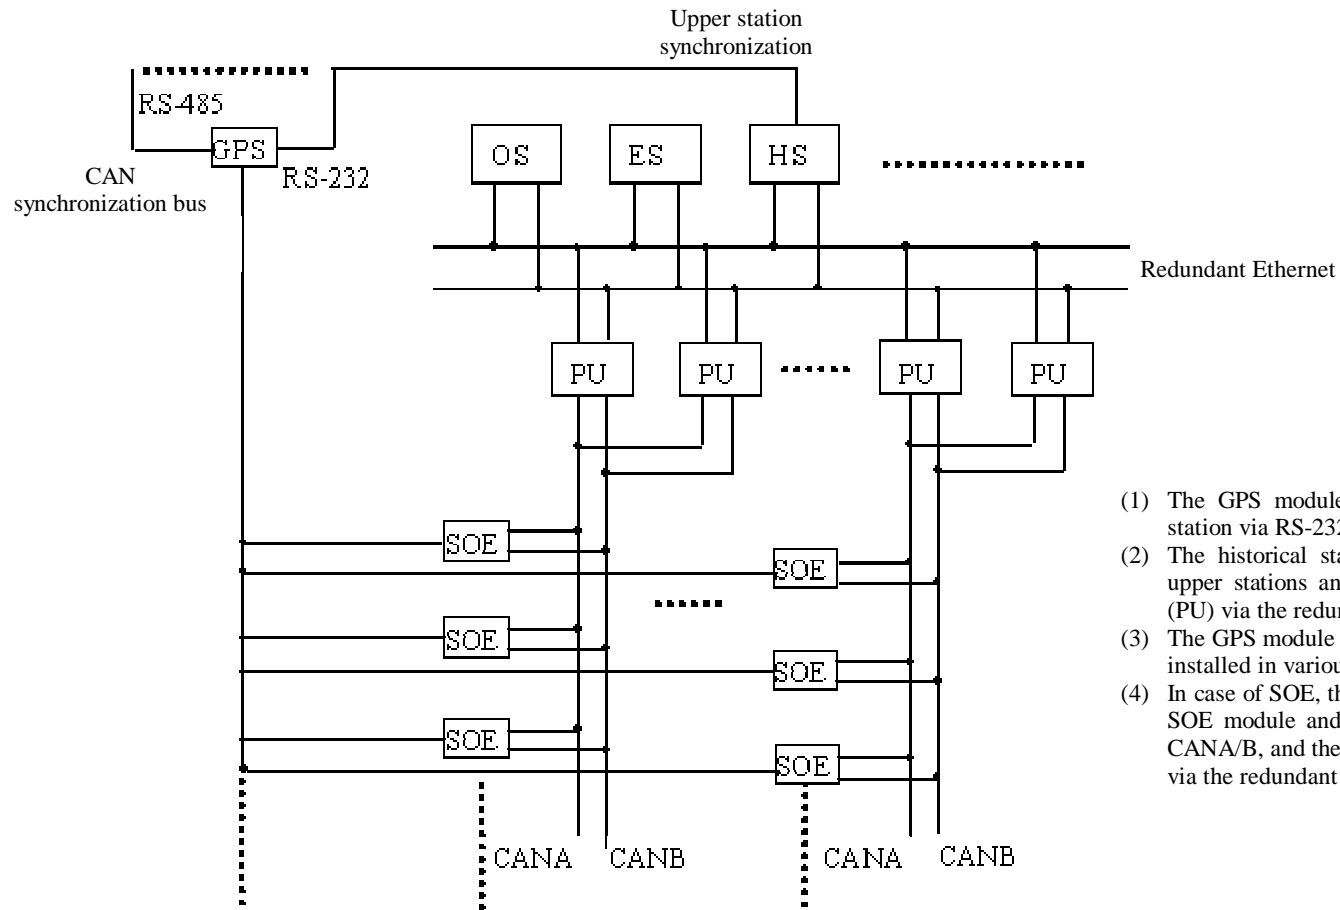 Upper station
synchronization
RS-485
GPS
RS-232
CAN
synchronization bus
OS
ES
HS
Redundant Ethernet
PU
PU
PU
PU
SOE
SOE
SOE
SOE
SOE
SOE
CANA
CANB
CANA
CANB
(1) The GPS module
station via RS-232
(2) The historical sta
upper stations an
(PU) via the redun
(3) The GPS module
installed in variou
(4) In case of SOE, th
SOE module and
CANA/B, and the
via the redundant